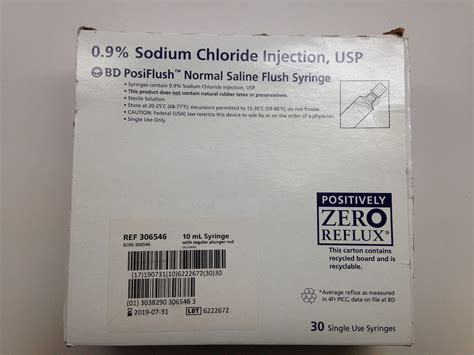 0.9% Sodium Chloride Injection, USP
BD PosiFlush™ Normal Saline Flush Syringe
• Syringes contain 0.9% Sodium Chloride Injection, USP.
• This product does not contain natural rubber latex or preservatives.
• Sterile Solution.
• Store at 20-25°C (68-77°F); excursions permitted to 15-30°C (59-86°F); do not freeze.
• CAUTION: Federal (USA) law restricts this device to sale by or on the order of a physician.
• Single Use Only.
POSITIVELY
ZERO
REFLUX*
This carton contains
recycled board and is
recyclable.
REF 306546
8290-306546
10 mL Syringe
with regular plunger rod
(17)190731(10)6222672(30)30
(01) 3038290 306546 3
2019-07-31
LOT 6222672
*Average reflux as measured
in 4Fr PICC; data on file at BD
30 Single Use Syringes